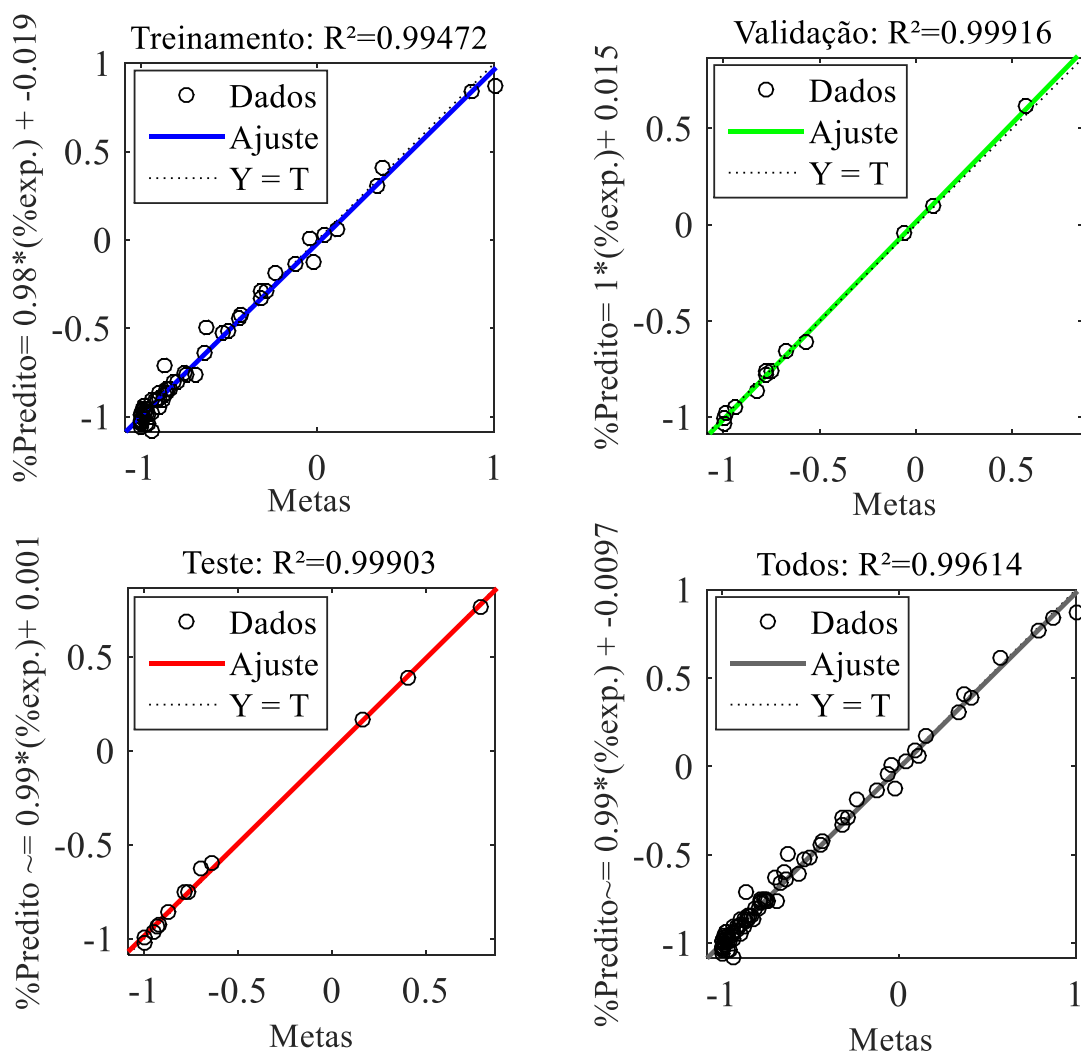 Treinamento: R²=0.99472
%Predito= 0.98*(%exp.) + -0.019
Dados
Ajuste
Y = T
1
0.5
0
-0.5
-1
-1 0 1
Metas
Validação: R²=0.99916
%Predito= 1*(%exp.)+ 0.015
Dados
Ajuste
Y = T
0.5
0
-0.5
-1
-1 -0.5 0 0.5
Metas
Teste: R²=0.99903
%Predito ~= 0.99*(%exp.)+ 0.001
Dados
Ajuste
Y = T
0.5
0
-0.5
-1
-1 -0.5 0 0.5
Metas
Todos: R²=0.99614
%Predito~= 0.99*(%exp.) + -0.0097
Dados
Ajuste
Y = T
1
0.5
0
-0.5
-1
-1 0 1
Metas